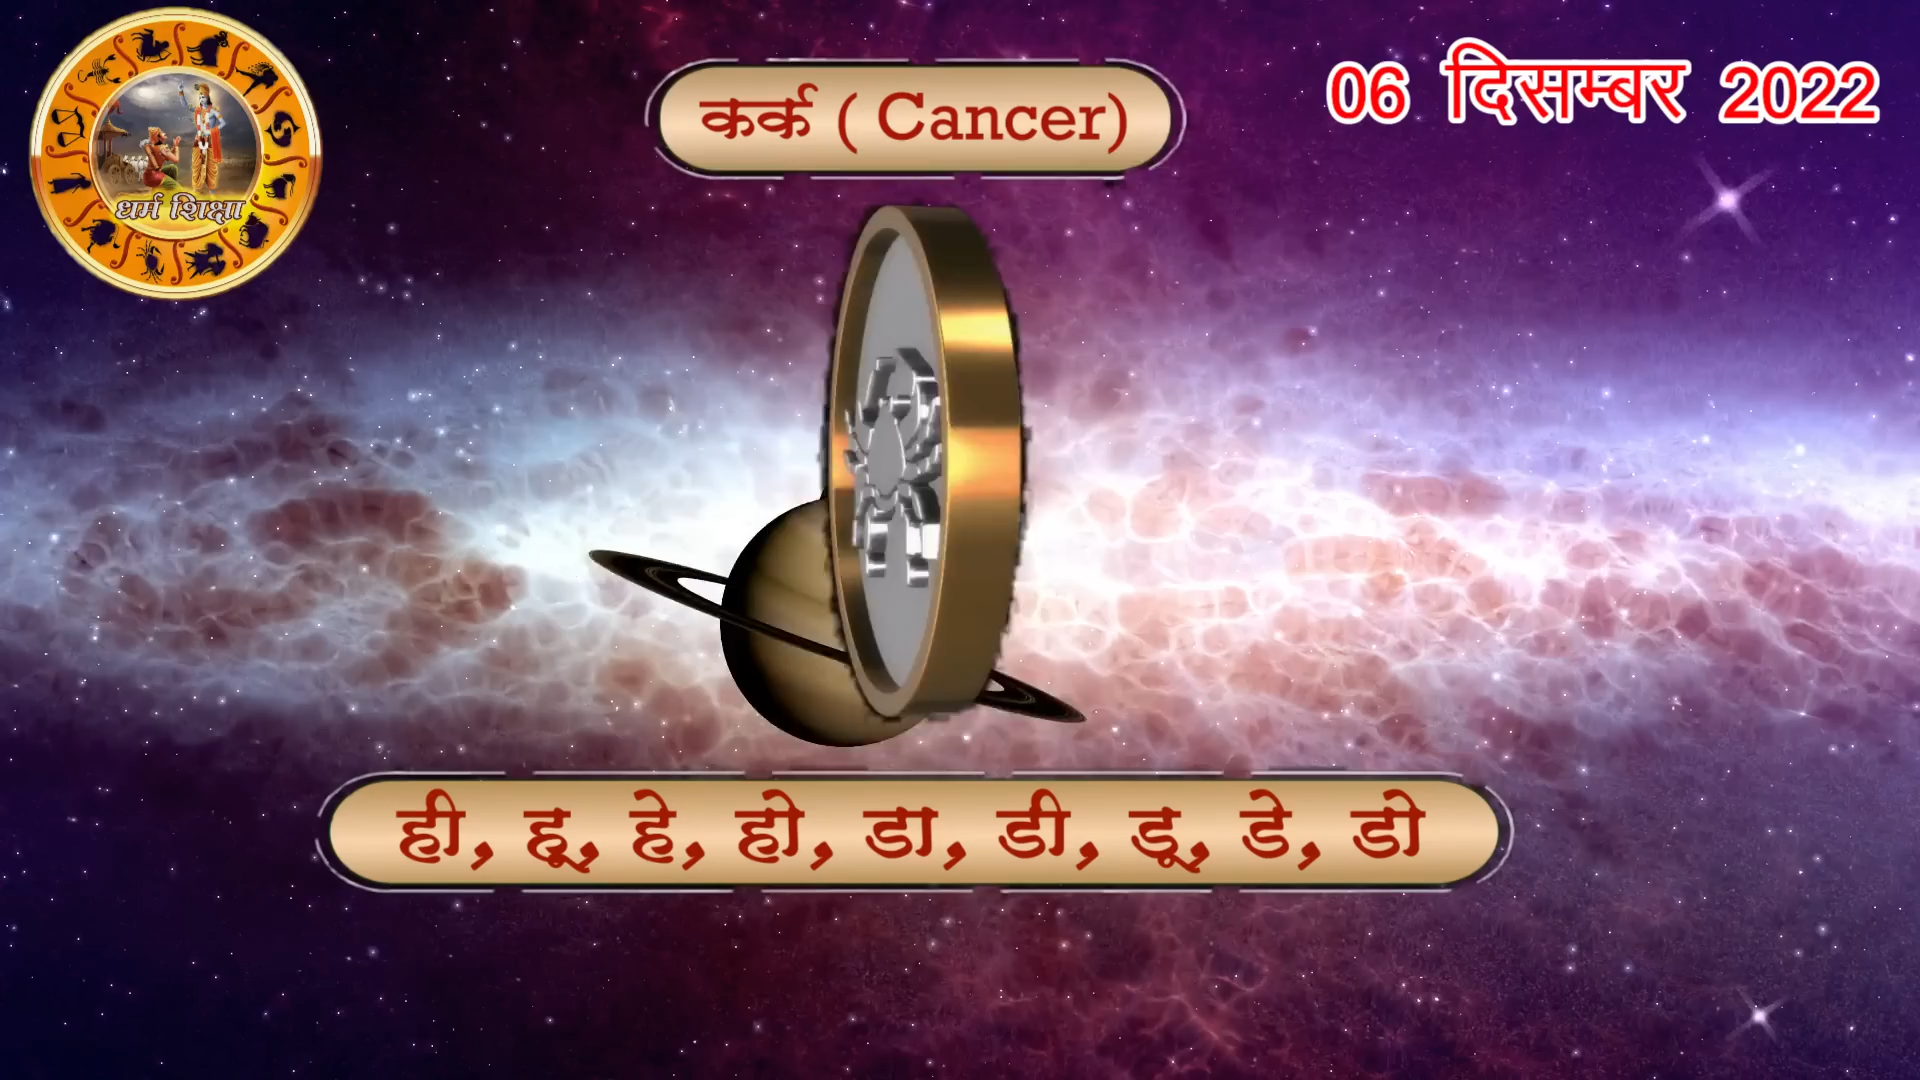 धर्म शिक्षा
कर्क ( Cancer)
06 दिसम्बर 2022
ही, हू, हे, हो, डा, डी, डू, डे, डो